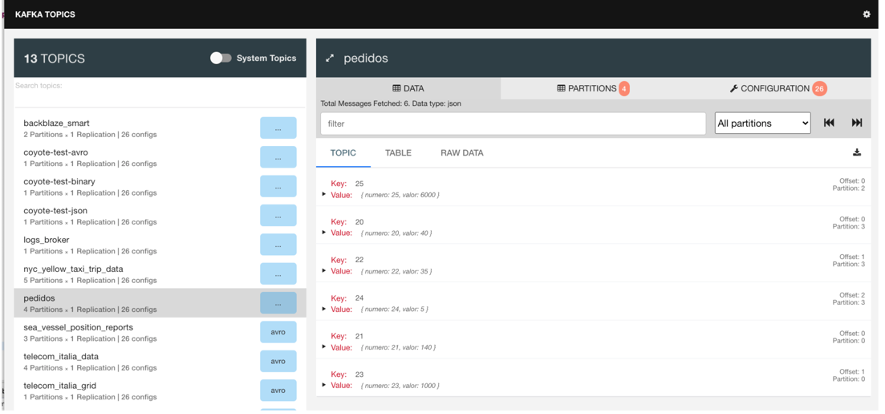 KAFKA TOPICS
13 TOPICS
System Topics
Search topics:
backblaze_smart
2 Partitions • 1 Replication | 26 configs
...
coyote-test-avro
1 Partitions • 1 Replication | 26 configs
...
coyote-test-binary
1 Partitions • 1 Replication | 26 configs
...
coyote-test-json
1 Partitions • 1 Replication | 26 configs
...
logs_broker
1 Partitions • 1 Replication | 26 configs
...
nyc_yellow_taxi_trip_data
5 Partitions • 1 Replication | 26 configs
...
pedidos
4 Partitions • 1 Replication | 26 configs
...
sea_vessel_position_reports
3 Partitions • 1 Replication | 26 configs
avro
telecom_italia_data
4 Partitions • 1 Replication | 26 configs
avro
telecom_italia_grid
1 Partitions • 1 Replication | 26 configs
avro
pedidos
DATA
PARTITIONS 4
CONFIGURATION 26
Total Messages Fetched: 6. Data type: json
filter
All partitions
TOPIC
TABLE
RAW DATA
Key: 25
Value: { numero: 25, valor: 6000 }
Offset: 0
Partition: 2
Key: 20
Value: { numero: 20, valor: 40 }
Offset: 0
Partition: 3
Key: 22
Value: { numero: 22, valor: 35 }
Offset: 1
Partition: 3
Key: 24
Value: { numero: 24, valor: 5 }
Offset: 2
Partition: 3
Key: 21
Value: { numero: 21, valor: 140 }
Offset: 0
Partition: 0
Key: 23
Value: { numero: 23, valor: 1000 }
Offset: 1
Partition: 0